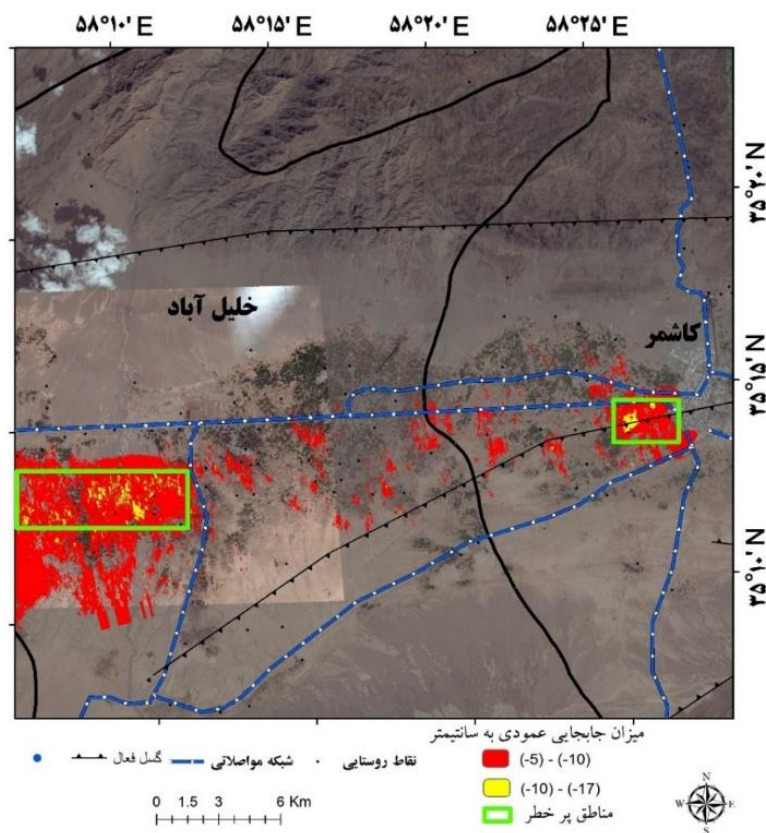 ۵۸°۱۰' E ۵۸°۱۵' E ۵۸°۲۰' E ۵۸°۲۵' E
۳۵°۲۰' N
خلیل آباد
کاشمر
۳۵°۱۵' N
۳۵°۱۰' N
میزان جابجایی عمودی به سانتیمتر
نقاط روستایی شبکه مواصلاتی گسل فعال
(-5) - (-10)
(-10) - (-17)
مناطق پر خطر
0 1.5 3 6 Km
N
W E
S